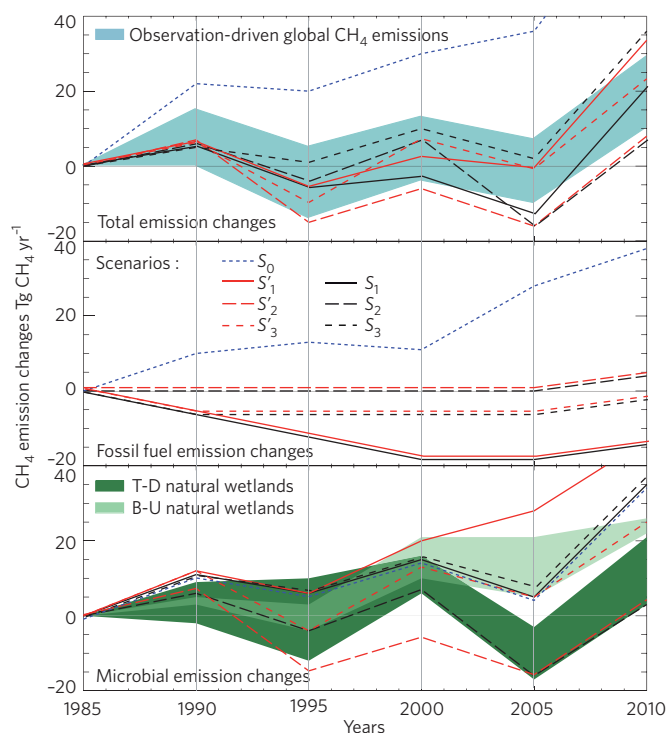 CH₄ emission changes Tg CH₄ yr⁻¹
40
20
0
−20
Observation-driven global CH₄ emissions
Total emission changes
40
20
0
−20
Scenarios :
S₀
S′₁
S₁
S′₂
S₂
S′₃
S₃
Fossil fuel emission changes
40
20
0
−20
T-D natural wetlands
B-U natural wetlands
Microbial emission changes
1985
1990
1995
2000
2005
2010
Years